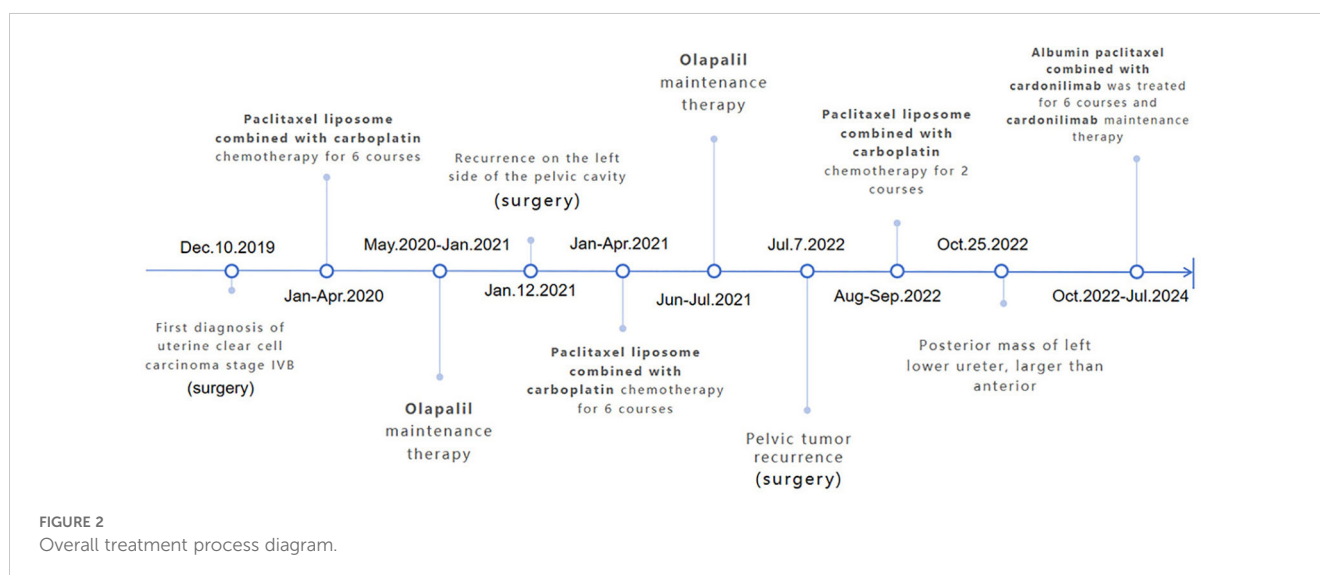 Dec.10.2019
First diagnosis of
uterine clear cell
carcinoma stage IVB
(surgery)
Paclitaxel liposome
combined with carboplatin
chemotherapy for 6 courses
Jan-Apr.2020
May.2020-Jan.2021
Olapalil
maintenance
therapy
Recurrence on the left
side of the pelvic cavity
(surgery)
Jan.12.2021
Jan-Apr.2021
Paclitaxel liposome
combined with
carboplatin chemotherapy
for 6 courses
Olapalil
maintenance
therapy
Jun-Jul.2021
Jul.7.2022
Pelvic tumor
recurrence
(surgery)
Paclitaxel liposome
combined with
carboplatin
chemotherapy for 2
courses
Aug-Sep.2022
Oct.25.2022
Posterior mass of left
lower ureter, larger than
anterior
Albumin paclitaxel
combined with
cardonilimab was treated
for 6 courses and
cardonilimab maintenance
therapy
Oct.2022-Jul.2024
FIGURE 2
Overall treatment process diagram.